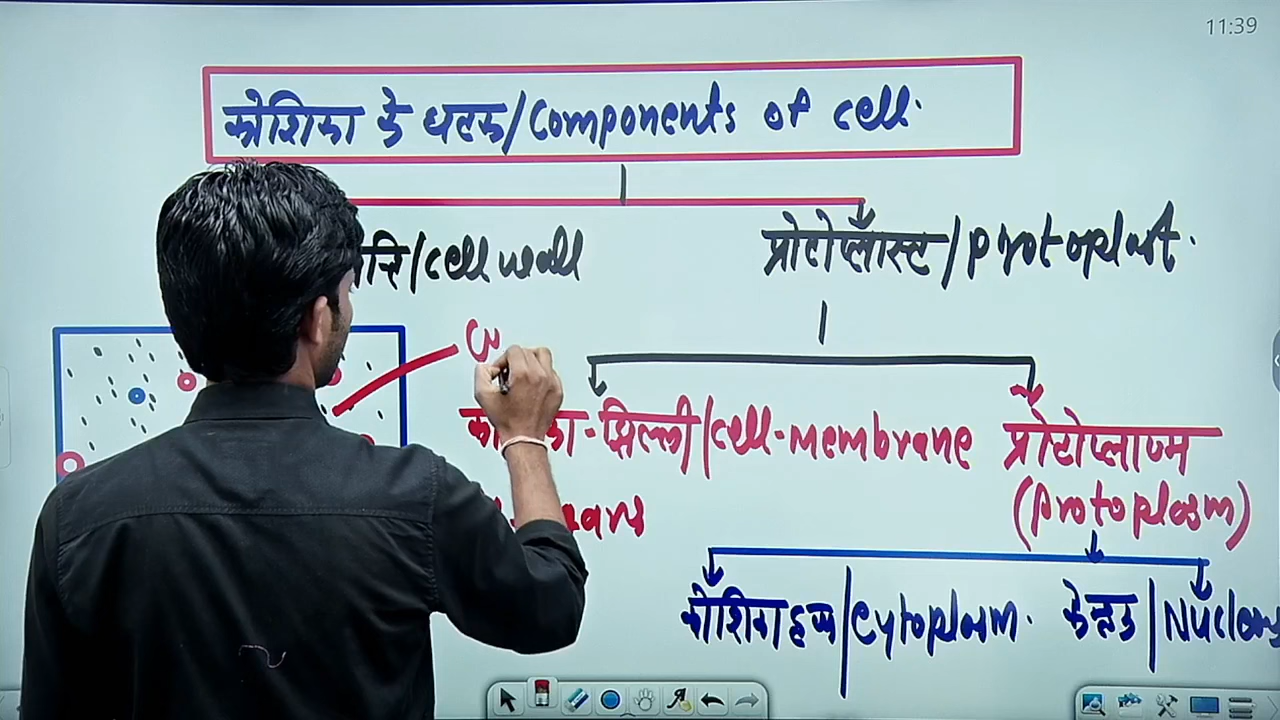 11:39
कोशिका के घटक/Components of cell.
/cell wall प्रोटोप्लॉस्ट/protoplast.
झिल्ली/cell-membrane प्रोटोप्लाज्म
(protoplasm)
कोशिका द्रव्य/Cytoplasm. केन्द्रक/Nucleus